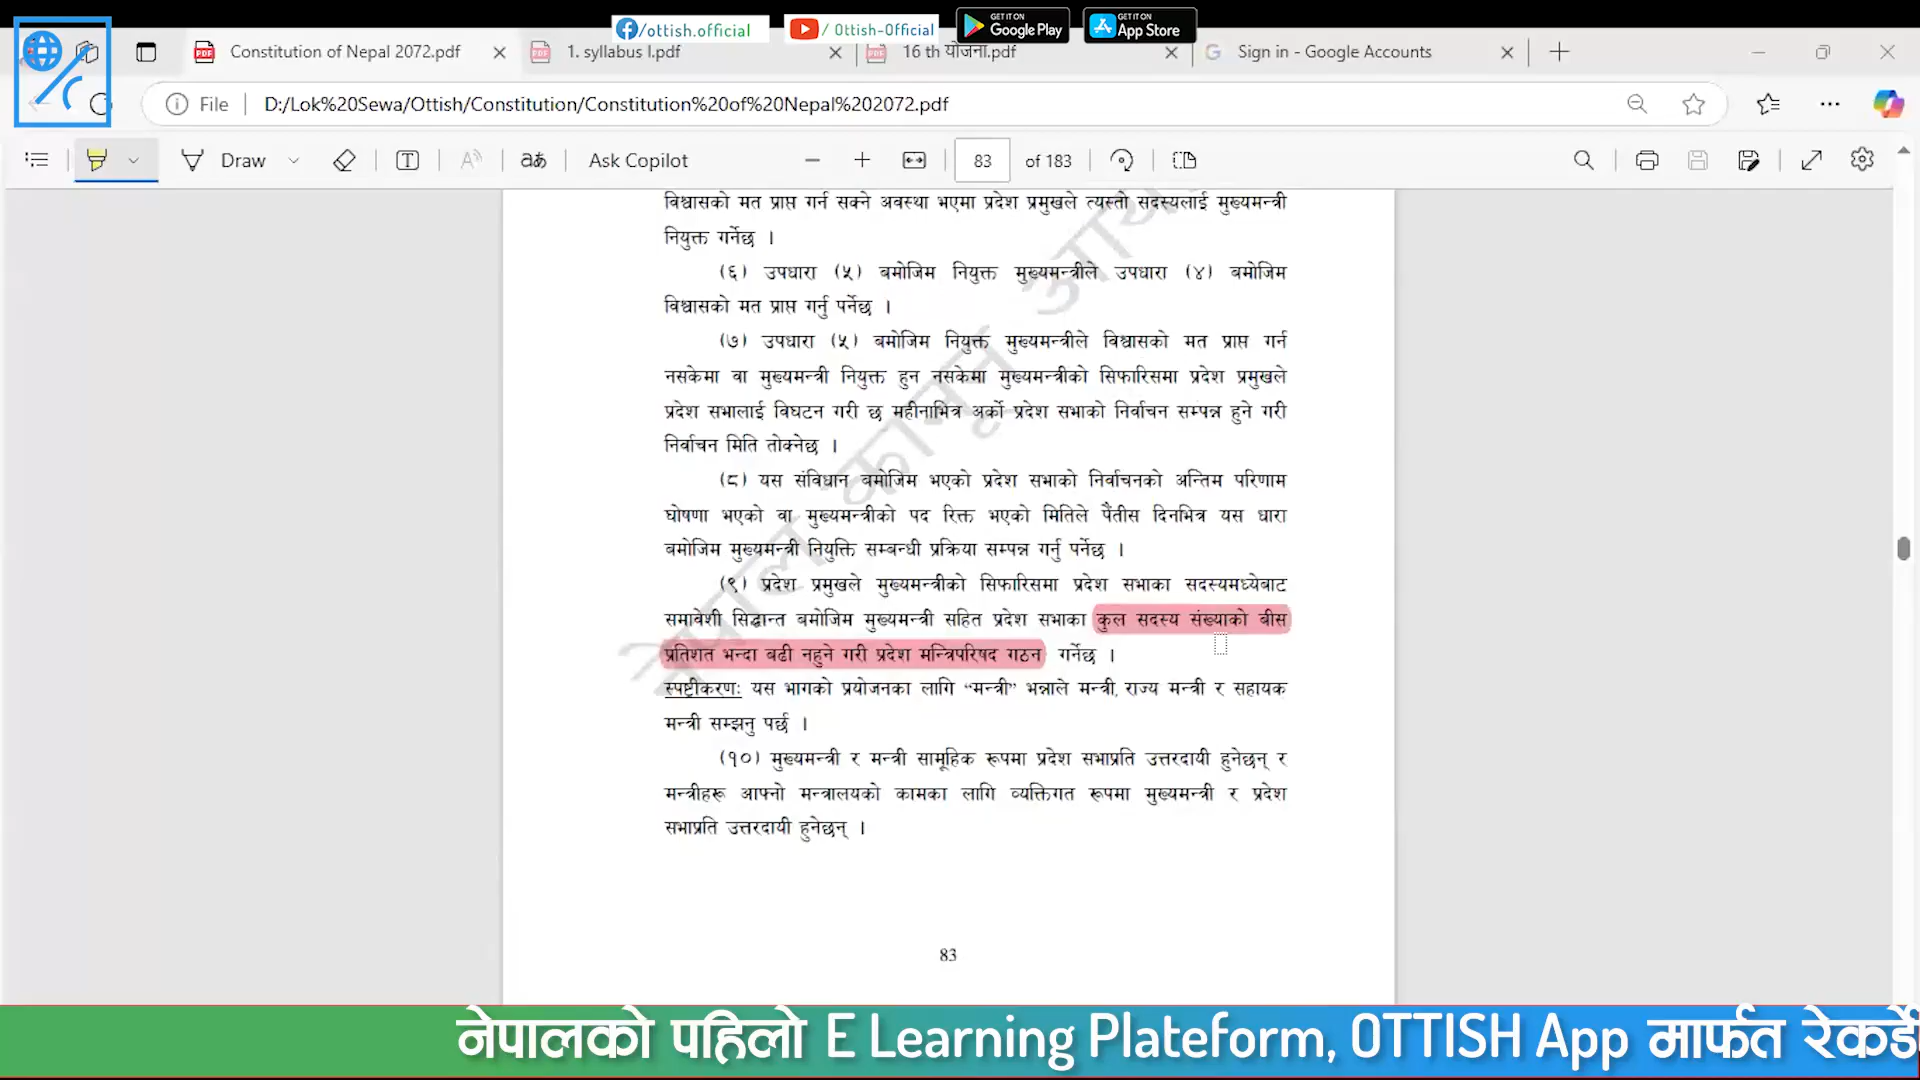 /ottish.official
/ Ottish-Official
GET IT ON
Google Play
GET IT ON
App Store
Constitution of Nepal 2072.pdf
1. syllabus I.pdf
16 th योजना.pdf
Sign in - Google Accounts
File
D:/Lok%20Sewa/Ottish/Constitution/Constitution%20of%20Nepal%202072.pdf
Draw
Ask Copilot
83
of 183
विश्वासको मत प्राप्त गर्न सक्ने अवस्था भएमा प्रदेश प्रमुखले त्यस्तो सदस्यलाई मुख्यमन्त्री
नियुक्त गर्नेछ ।
(६) उपधारा (५) बमोजिम नियुक्त मुख्यमन्त्रीले उपधारा (४) बमोजिम
विश्वासको मत प्राप्त गर्नु पर्नेछ ।
(७) उपधारा (५) बमोजिम नियुक्त मुख्यमन्त्रीले विश्वासको मत प्राप्त गर्न
नसकेमा वा मुख्यमन्त्री नियुक्त हुन नसकेमा मुख्यमन्त्रीको सिफारिसमा प्रदेश प्रमुखले
प्रदेश सभालाई विघटन गरी छ महीनाभित्र अर्को प्रदेश सभाको निर्वाचन सम्पन्न हुने गरी
निर्वाचन मिति तोक्नेछ ।
(८) यस संविधान बमोजिम भएको प्रदेश सभाको निर्वाचनको अन्तिम परिणाम
घोषणा भएको वा मुख्यमन्त्रीको पद रिक्त भएको मितिले पैंतीस दिनभित्र यस धारा
बमोजिम मुख्यमन्त्री नियुक्ति सम्बन्धी प्रक्रिया सम्पन्न गर्नु पर्नेछ ।
(९) प्रदेश प्रमुखले मुख्यमन्त्रीको सिफारिसमा प्रदेश सभाका सदस्यमध्येबाट
समावेशी सिद्धान्त बमोजिम मुख्यमन्त्री सहित प्रदेश सभाका कुल सदस्य संख्याको बीस
प्रतिशत भन्दा बढी नहुने गरी प्रदेश मन्त्रिपरिषद गठन गर्नेछ ।
स्पष्टीकरणः यस भागको प्रयोजनका लागि "मन्त्री" भन्नाले मन्त्री, राज्य मन्त्री र सहायक
मन्त्री सम्झनु पर्छ ।
(१०) मुख्यमन्त्री र मन्त्री सामूहिक रूपमा प्रदेश सभाप्रति उत्तरदायी हुनेछन् र
मन्त्रीहरू आफ्नो मन्त्रालयको कामका लागि व्यक्तिगत रूपमा मुख्यमन्त्री र प्रदेश
सभाप्रति उत्तरदायी हुनेछन् ।
83
नेपालको पहिलो E Learning Plateform, OTTISH App मार्फत रेकर्डे